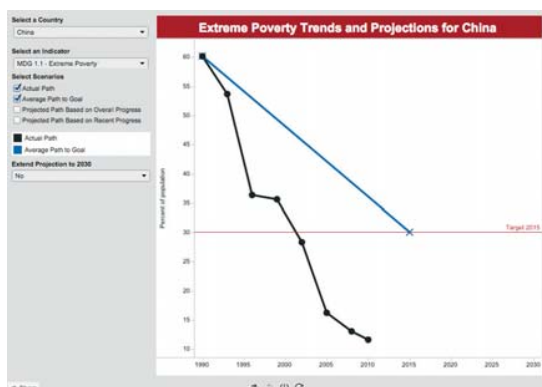 Select a Country
China
Select an Indicator
MDG 1.1 - Extreme Poverty
Select Scenarios
Actual Path
Average Path to Goal
Projected Path Based on Overall Progress
Projected Path Based on Recent Progress
Actual Path
Average Path to Goal
Extend Projection to 2030
No
Extreme Poverty Trends and Projections for China
Percent of population
60
55
50
45
40
35
30
25
20
15
10
Target 2015
1990 1995 2000 2005 2010 2015 2020 2025 2030